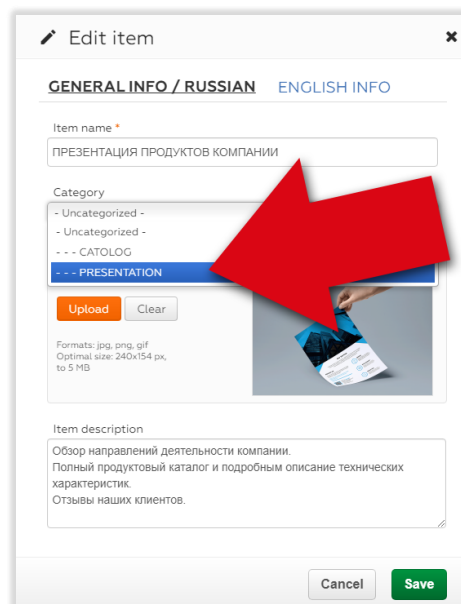 Edit item
GENERAL INFO / RUSSIAN ENGLISH INFO
Item name *
ПРЕЗЕНТАЦИЯ ПРОДУКТОВ КОМПАНИИ
Category
- Uncategorized -
- Uncategorized -
- - - CATOLOG
- - - PRESENTATION
Upload Clear
Formats: jpg, png, gif
Optimal size: 240x154 px,
to 5 MB
Item description
Обзор направлений деятельности компании.
Полный продуктовый каталог и подробным описание технических
характеристик.
Отзывы наших клиентов.
Cancel Save